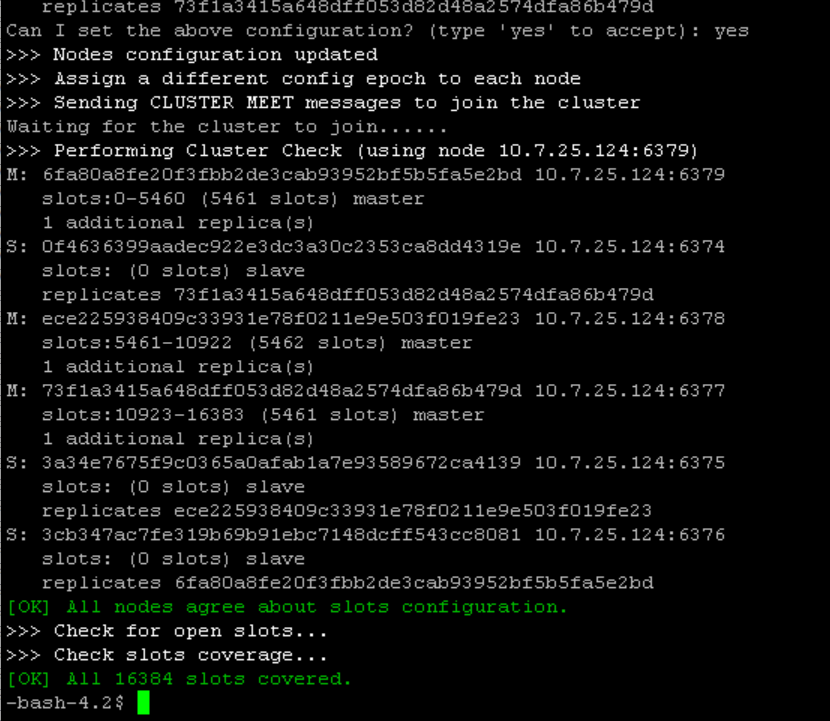 replicates 73f1a3415a648dff053d82d48a2574dfa86b479d
Can I set the above configuration? (type 'yes' to accept): yes
>>> Nodes configuration updated
>>> Assign a different config epoch to each node
>>> Sending CLUSTER MEET messages to join the cluster
Waiting for the cluster to join......
>>> Performing Cluster Check (using node 10.7.25.124:6379)
M: 6fa80a8fe20f3fbb2de3cab93952bf5b5fa5e2bd 10.7.25.124:6379
slots:0-5460 (5461 slots) master
1 additional replica(s)
S: 0f4636399aadec922e3dc3a30c2353ca8dd4319e 10.7.25.124:6374
slots: (0 slots) slave
replicates 73f1a3415a648dff053d82d48a2574dfa86b479d
M: ece225938409c33931e78f0211e9e503f019fe23 10.7.25.124:6378
slots:5461-10922 (5462 slots) master
1 additional replica(s)
M: 73f1a3415a648dff053d82d48a2574dfa86b479d 10.7.25.124:6377
slots:10923-16383 (5461 slots) master
1 additional replica(s)
S: 3a34e7675f9c0365a0afab1a7e93589672ca4139 10.7.25.124:6375
slots: (0 slots) slave
replicates ece225938409c33931e78f0211e9e503f019fe23
S: 3cb347ac7fe319b69b91ebc7148dcff543cc8081 10.7.25.124:6376
slots: (0 slots) slave
replicates 6fa80a8fe20f3fbb2de3cab93952bf5b5fa5e2bd
[OK] All nodes agree about slots configuration.
>>> Check for open slots...
>>> Check slots coverage...
[OK] All 16384 slots covered.
-bash-4.2$